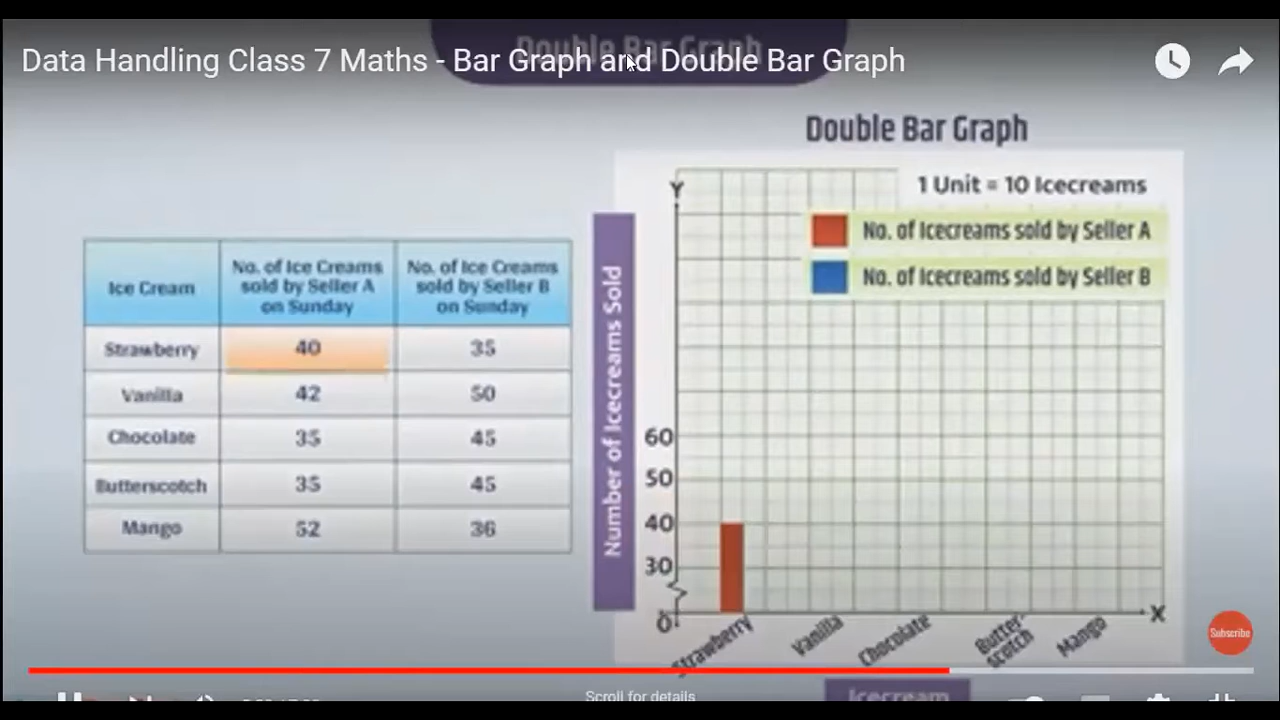 Double Bar Graph
Data Handling Class 7 Maths - Bar Graph and Double Bar Graph
Double Bar Graph
1 Unit = 10 Icecreams
No. of Icecreams sold by Seller A
No. of Icecreams sold by Seller B
Ice Cream
No. of Ice Creams
sold by Seller A
on Sunday
No. of Ice Creams
sold by Seller B
on Sunday
Strawberry 40 35
Vanilla 42 50
Chocolate 35 45
Butterscotch 35 45
Mango 52 36
Number of Icecreams Sold
Y
60
50
40
30
0
X
Strawberry
Vanilla
Chocolate
Butter-
scotch
Mango
Icecream
Subscribe
Scroll for details